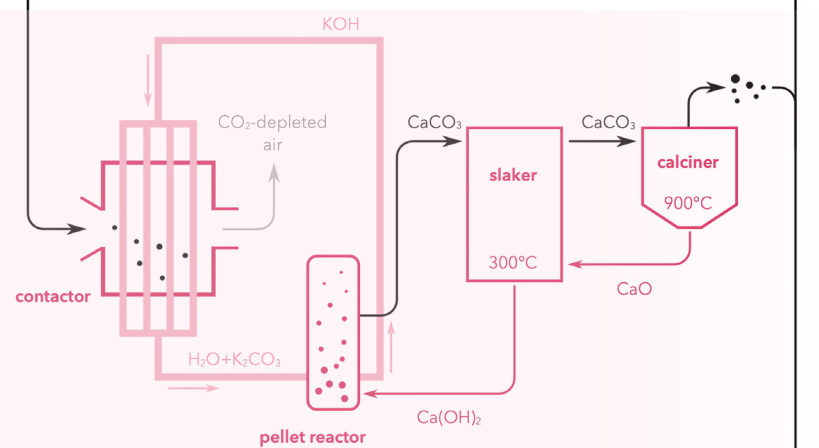 KOH
CO₂-depleted
air
CaCO₃
CaCO₃
slaker
calciner
900°C
300°C
contactor
CaO
H₂O+K₂CO₃
Ca(OH)₂
pellet reactor